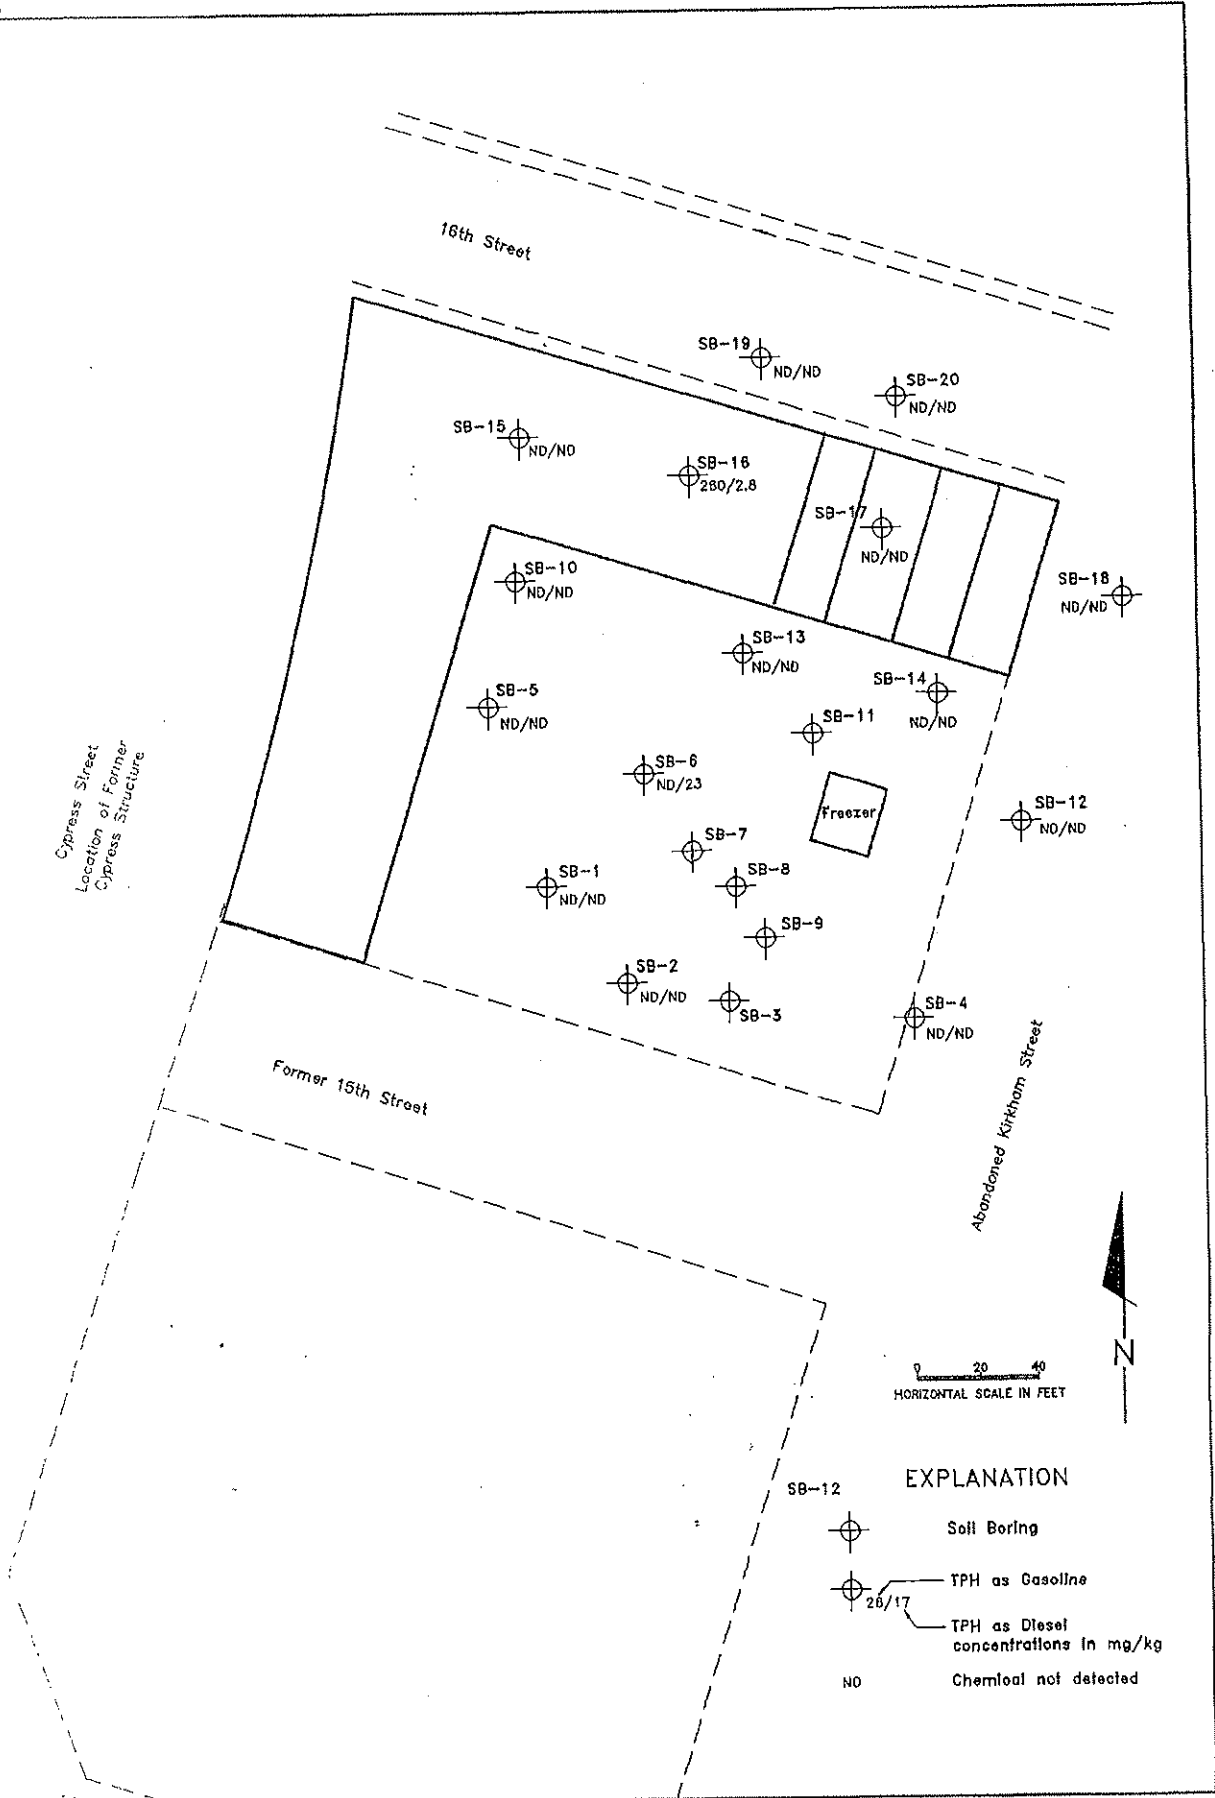 16th Street
SB-19
ND/ND
SB-20
ND/ND
SB-15
ND/ND
SB-16
280/2.8
SB-17
ND/ND
SB-18
ND/ND
SB-10
ND/ND
SB-13
ND/ND
SB-14
ND/ND
SB-5
ND/ND
SB-11
SB-6
ND/23
freezer
SB-12
ND/ND
Cypress Street
Location of Former
Cypress Structure
SB-7
SB-8
SB-1
ND/ND
SB-9
SB-2
ND/ND
SB-3
SB-4
ND/ND
Former 15th Street
Abandoned Kirkham Street
N
0 20 40
HORIZONTAL SCALE IN FEET
EXPLANATION
SB-12
Soil Boring
TPH as Gasoline
26/17
TPH as Diesel
concentrations in mg/kg
ND Chemical not detected